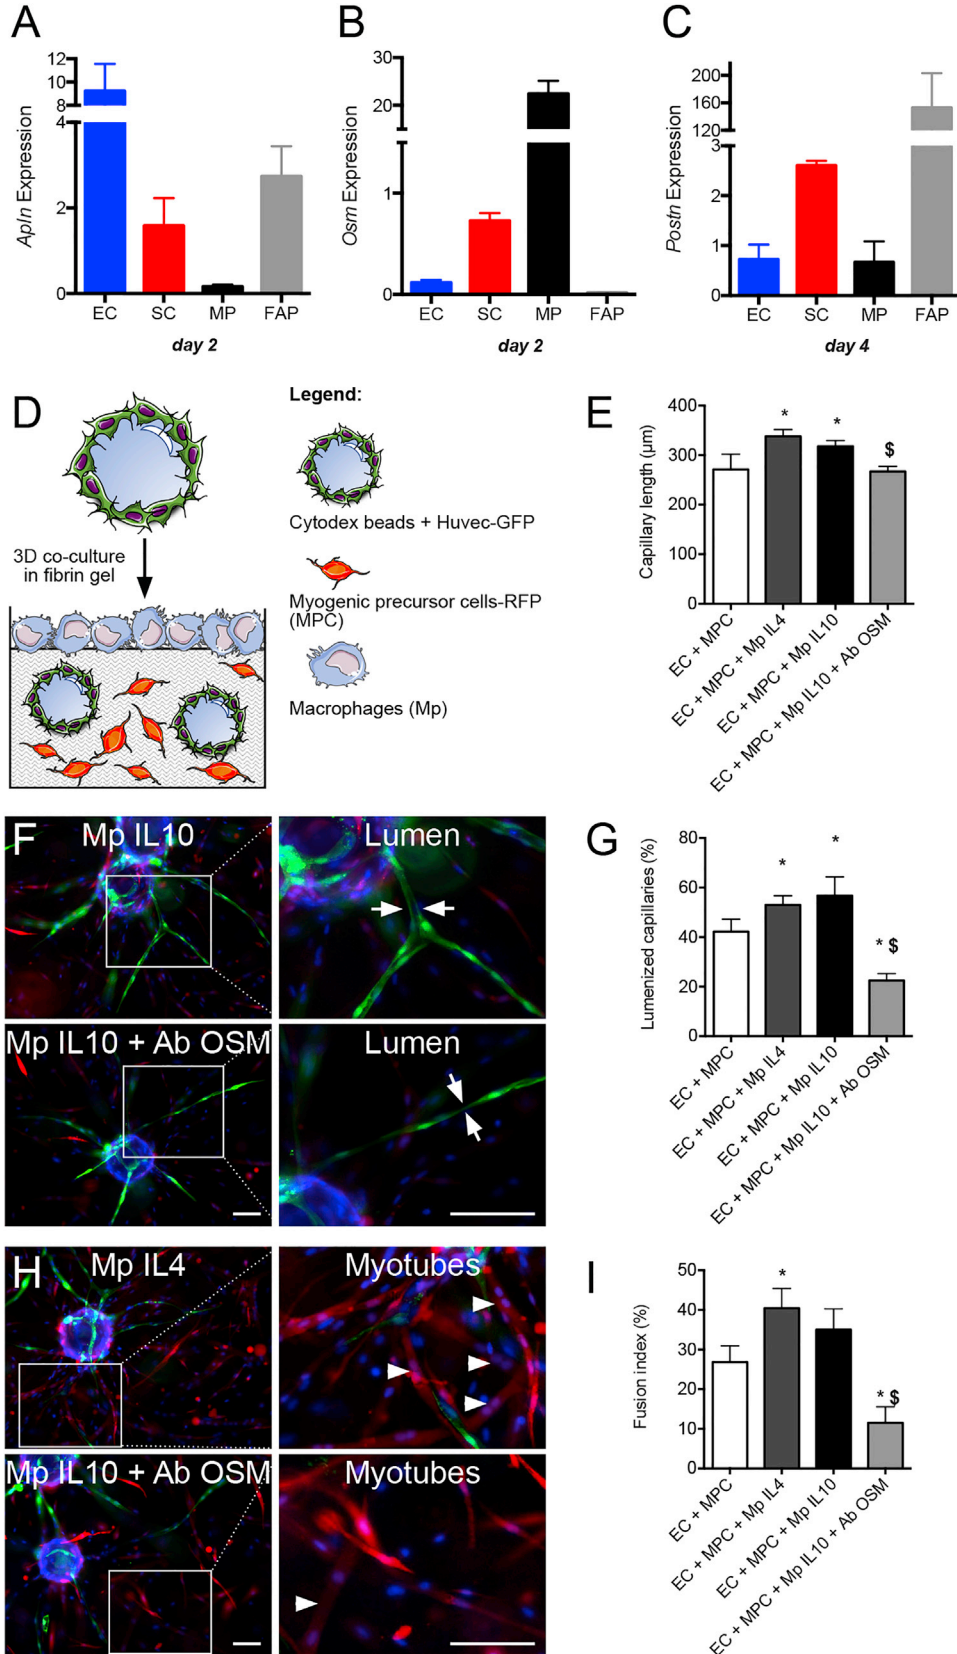 A
Apln Expression
12
10
8
4
2
0
EC SC MP FAP
day 2
B
Osm Expression
30
20
1
0
EC SC MP FAP
day 2
C
Postn Expression
200
160
120
3
2
1
0
EC SC MP FAP
day 4
D
3D co-culture
in fibrin gel
Legend:
Cytodex beads + Huvec-GFP
Myogenic precursor cells-RFP
(MPC)
Macrophages (Mp)
E
Capillary length (µm)
400
300
200
100
0
* * $
EC + MPC
EC + MPC + Mp IL4
EC + MPC + Mp IL10
EC + MPC + Mp IL10 + Ab OSM
F
Mp IL10
Lumen
Mp IL10 + Ab OSM
Lumen
G
Lumenized capillaries (%)
80
60
40
20
0
* * * $
EC + MPC
EC + MPC + Mp IL4
EC + MPC + Mp IL10
EC + MPC + Mp IL10 + Ab OSM
H
Mp IL4
Myotubes
Mp IL10 + Ab OSM
Myotubes
I
Fusion index (%)
50
40
30
20
10
0
* * $
EC + MPC
EC + MPC + Mp IL4
EC + MPC + Mp IL10
EC + MPC + Mp IL10 + Ab OSM